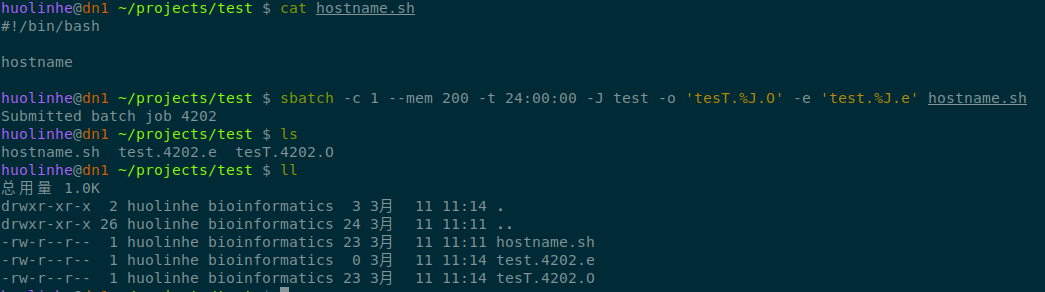 huolinhe@dn1 ~/projects/test $ cat hostname.sh
#!/bin/bash
hostname
huolinhe@dn1 ~/projects/test $ sbatch -c 1 --mem 200 -t 24:00:00 -J test -o 'tesT.%J.O' -e 'test.%J.e' hostname.sh
Submitted batch job 4202
huolinhe@dn1 ~/projects/test $ ls
hostname.sh  test.4202.e  tesT.4202.O
huolinhe@dn1 ~/projects/test $ ll
总用量 1.0K
drwxr-xr-x  2 huolinhe bioinformatics  3 3月  11 11:14 .
drwxr-xr-x 26 huolinhe bioinformatics 24 3月  11 11:11 ..
-rw-r--r--  1 huolinhe bioinformatics 23 3月  11 11:11 hostname.sh
-rw-r--r--  1 huolinhe bioinformatics  0 3月  11 11:14 test.4202.e
-rw-r--r--  1 huolinhe bioinformatics 23 3月  11 11:14 tesT.4202.O